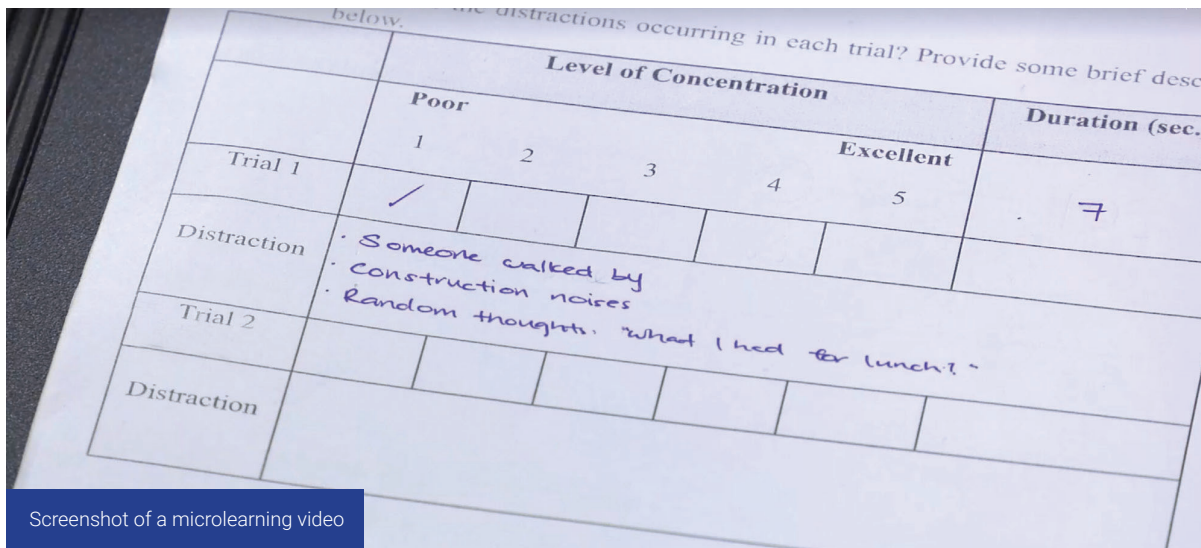 distractions occurring in each trial? Provide some brief desc
below.
Level of Concentration
Duration (sec.
Poor
Excellent
1 2 3 4 5
Trial 1 ✓ 7
Distraction
· Someone walked by
· Construction noises
· Random thoughts. "What I had for lunch?"
Trial 2
Distraction
Screenshot of a microlearning video